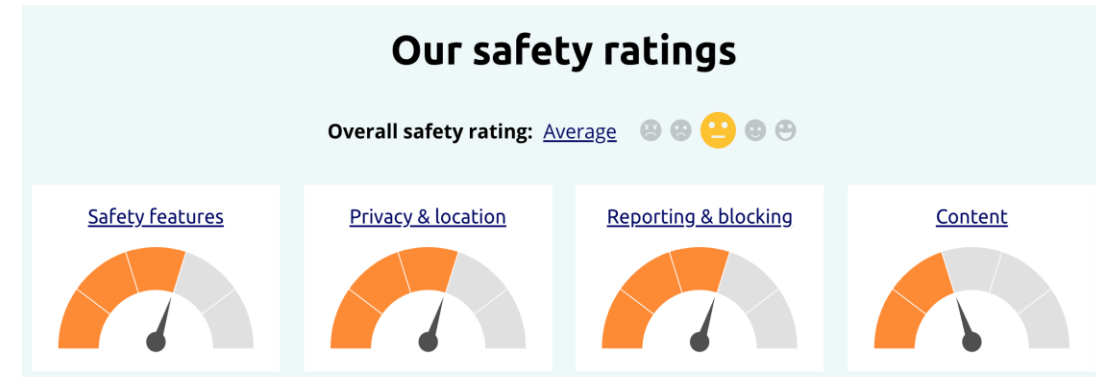 Our safety ratings
Overall safety rating: Average
Safety features
Privacy & location
Reporting & blocking
Content